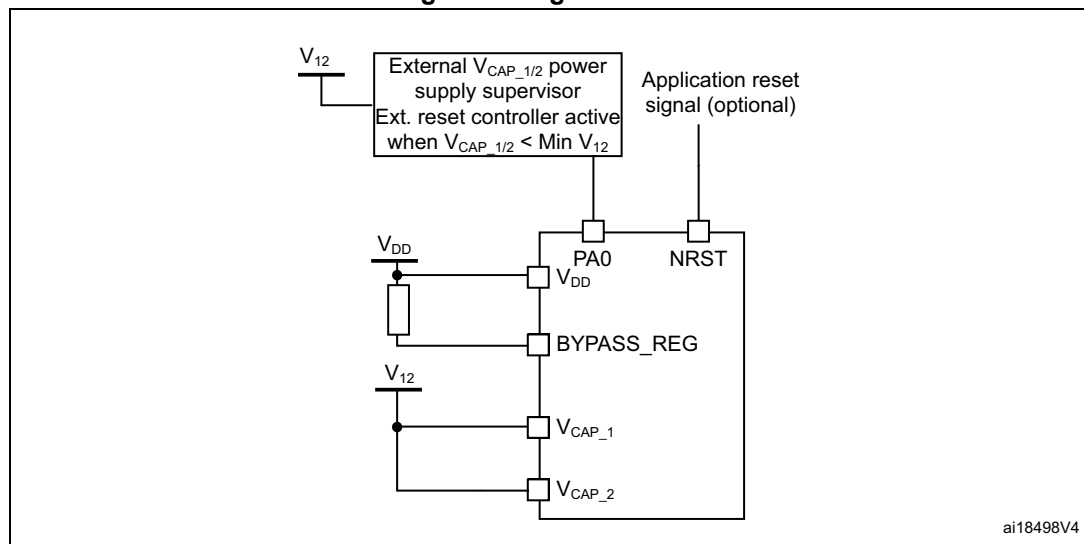 V12
External VCAP_1/2 power
supply supervisor
Ext. reset controller active
when VCAP_1/2 < Min V12
Application reset
signal (optional)
PA0
NRST
VDD
VDD
BYPASS_REG
V12
VCAP_1
VCAP_2
ai18498V4